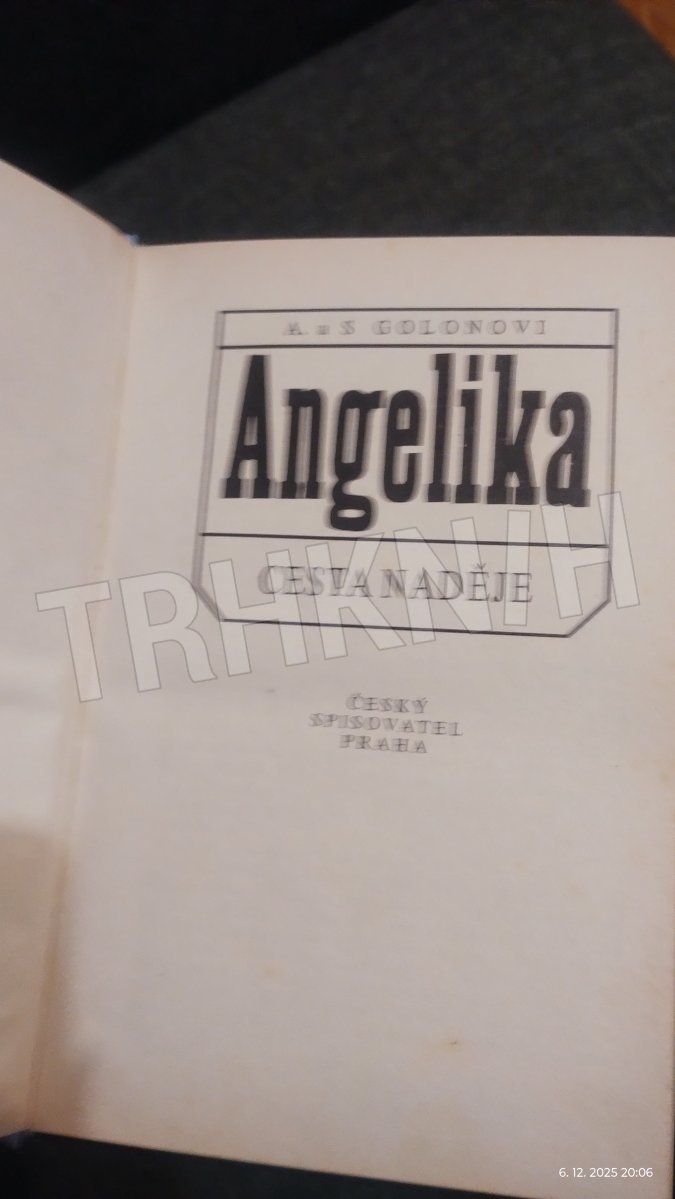 A. a S. GOLONOVI
Angelika
CESTA NADĚJE
TRHKNIH
ČESKÝ
SPISOVATEL
PRAHA
6. 12. 2025 20:06